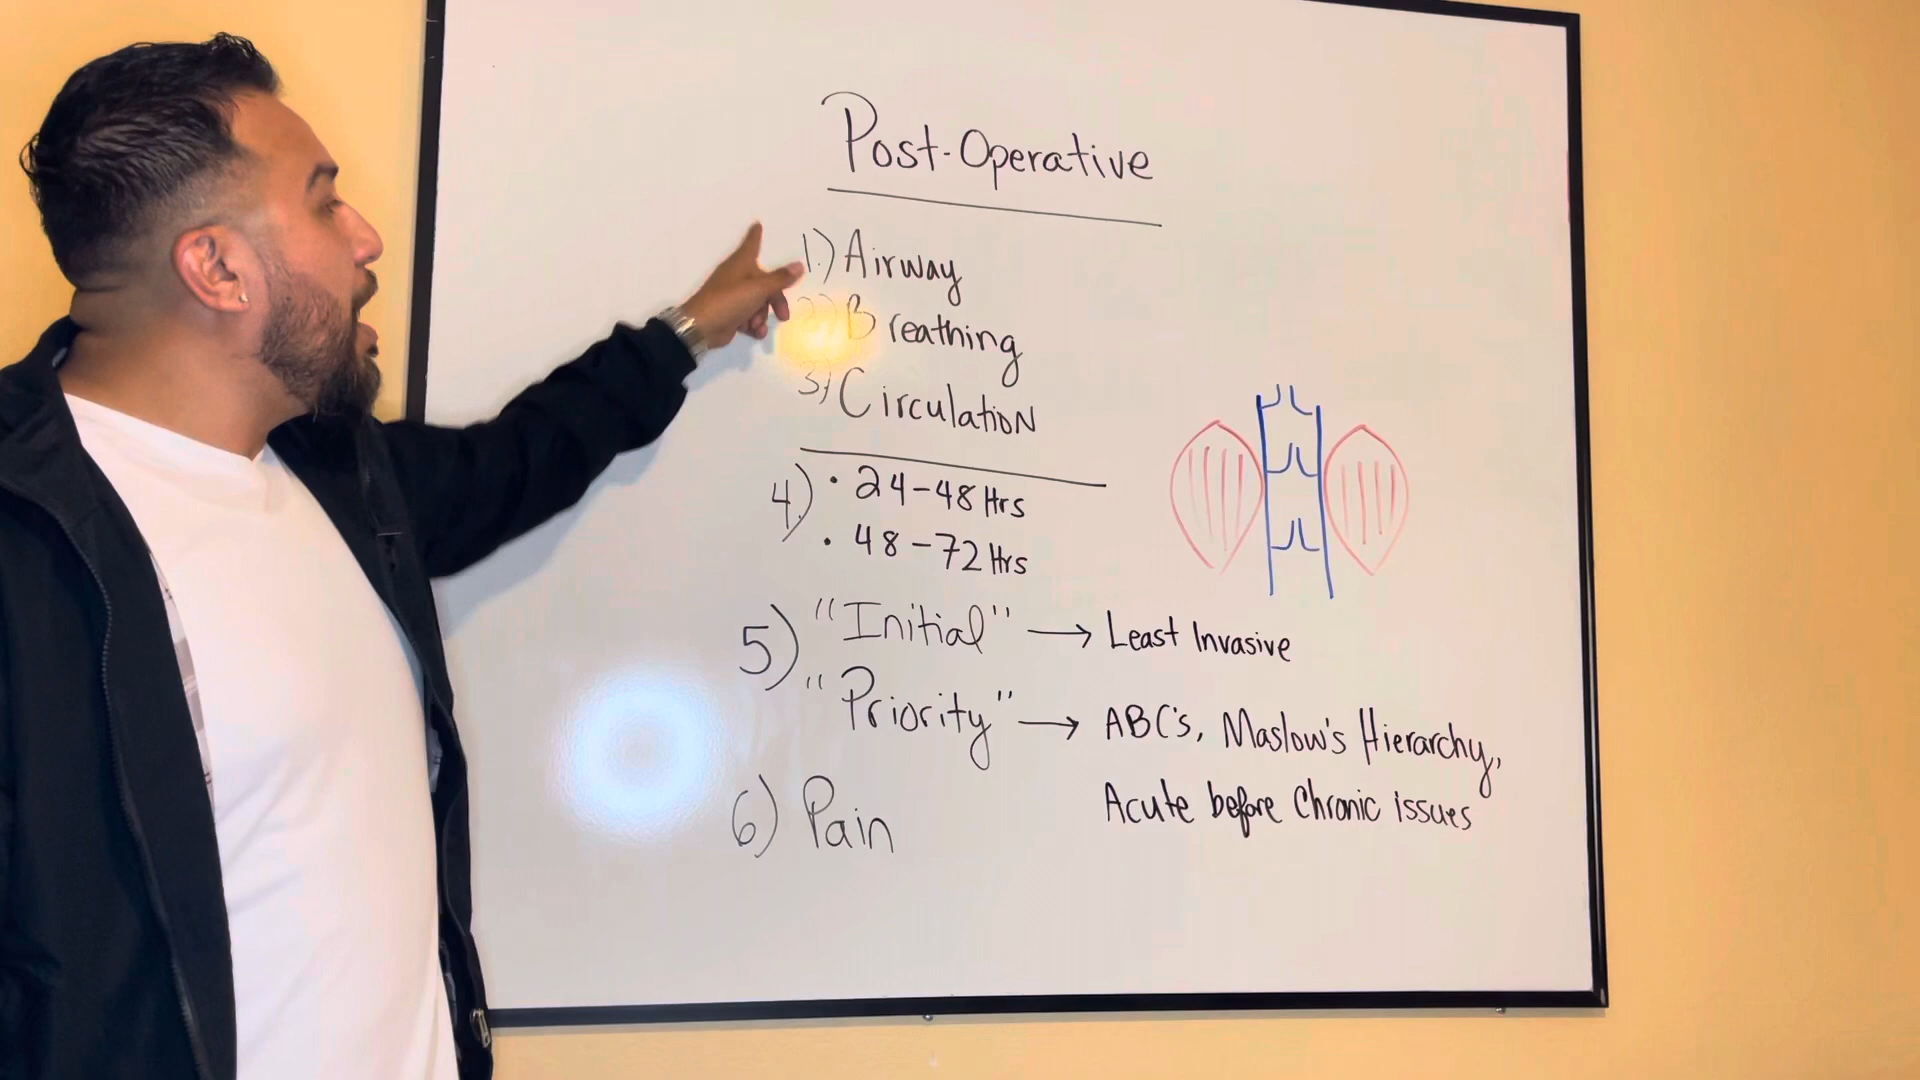 Post-Operative
1.) Airway
2.) Breathing
3.) Circulation
4.) • 24-48 Hrs
• 48-72 Hrs
5) "Initial" → Least Invasive
"Priority" → ABC's, Maslow's Hierarchy,
Acute before Chronic issues
6) Pain